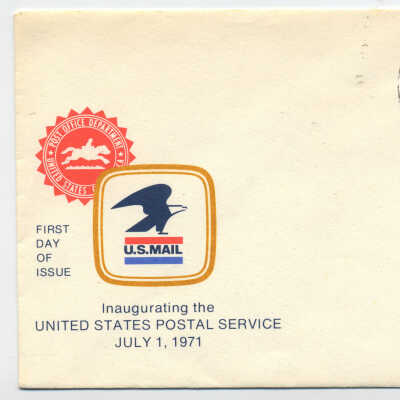 POST OFFICE DEPARTMENT
UNITED STATES
U.S. MAIL
FIRST
DAY
OF
ISSUE
Inaugurating the
UNITED STATES POSTAL SERVICE
JULY 1, 1971